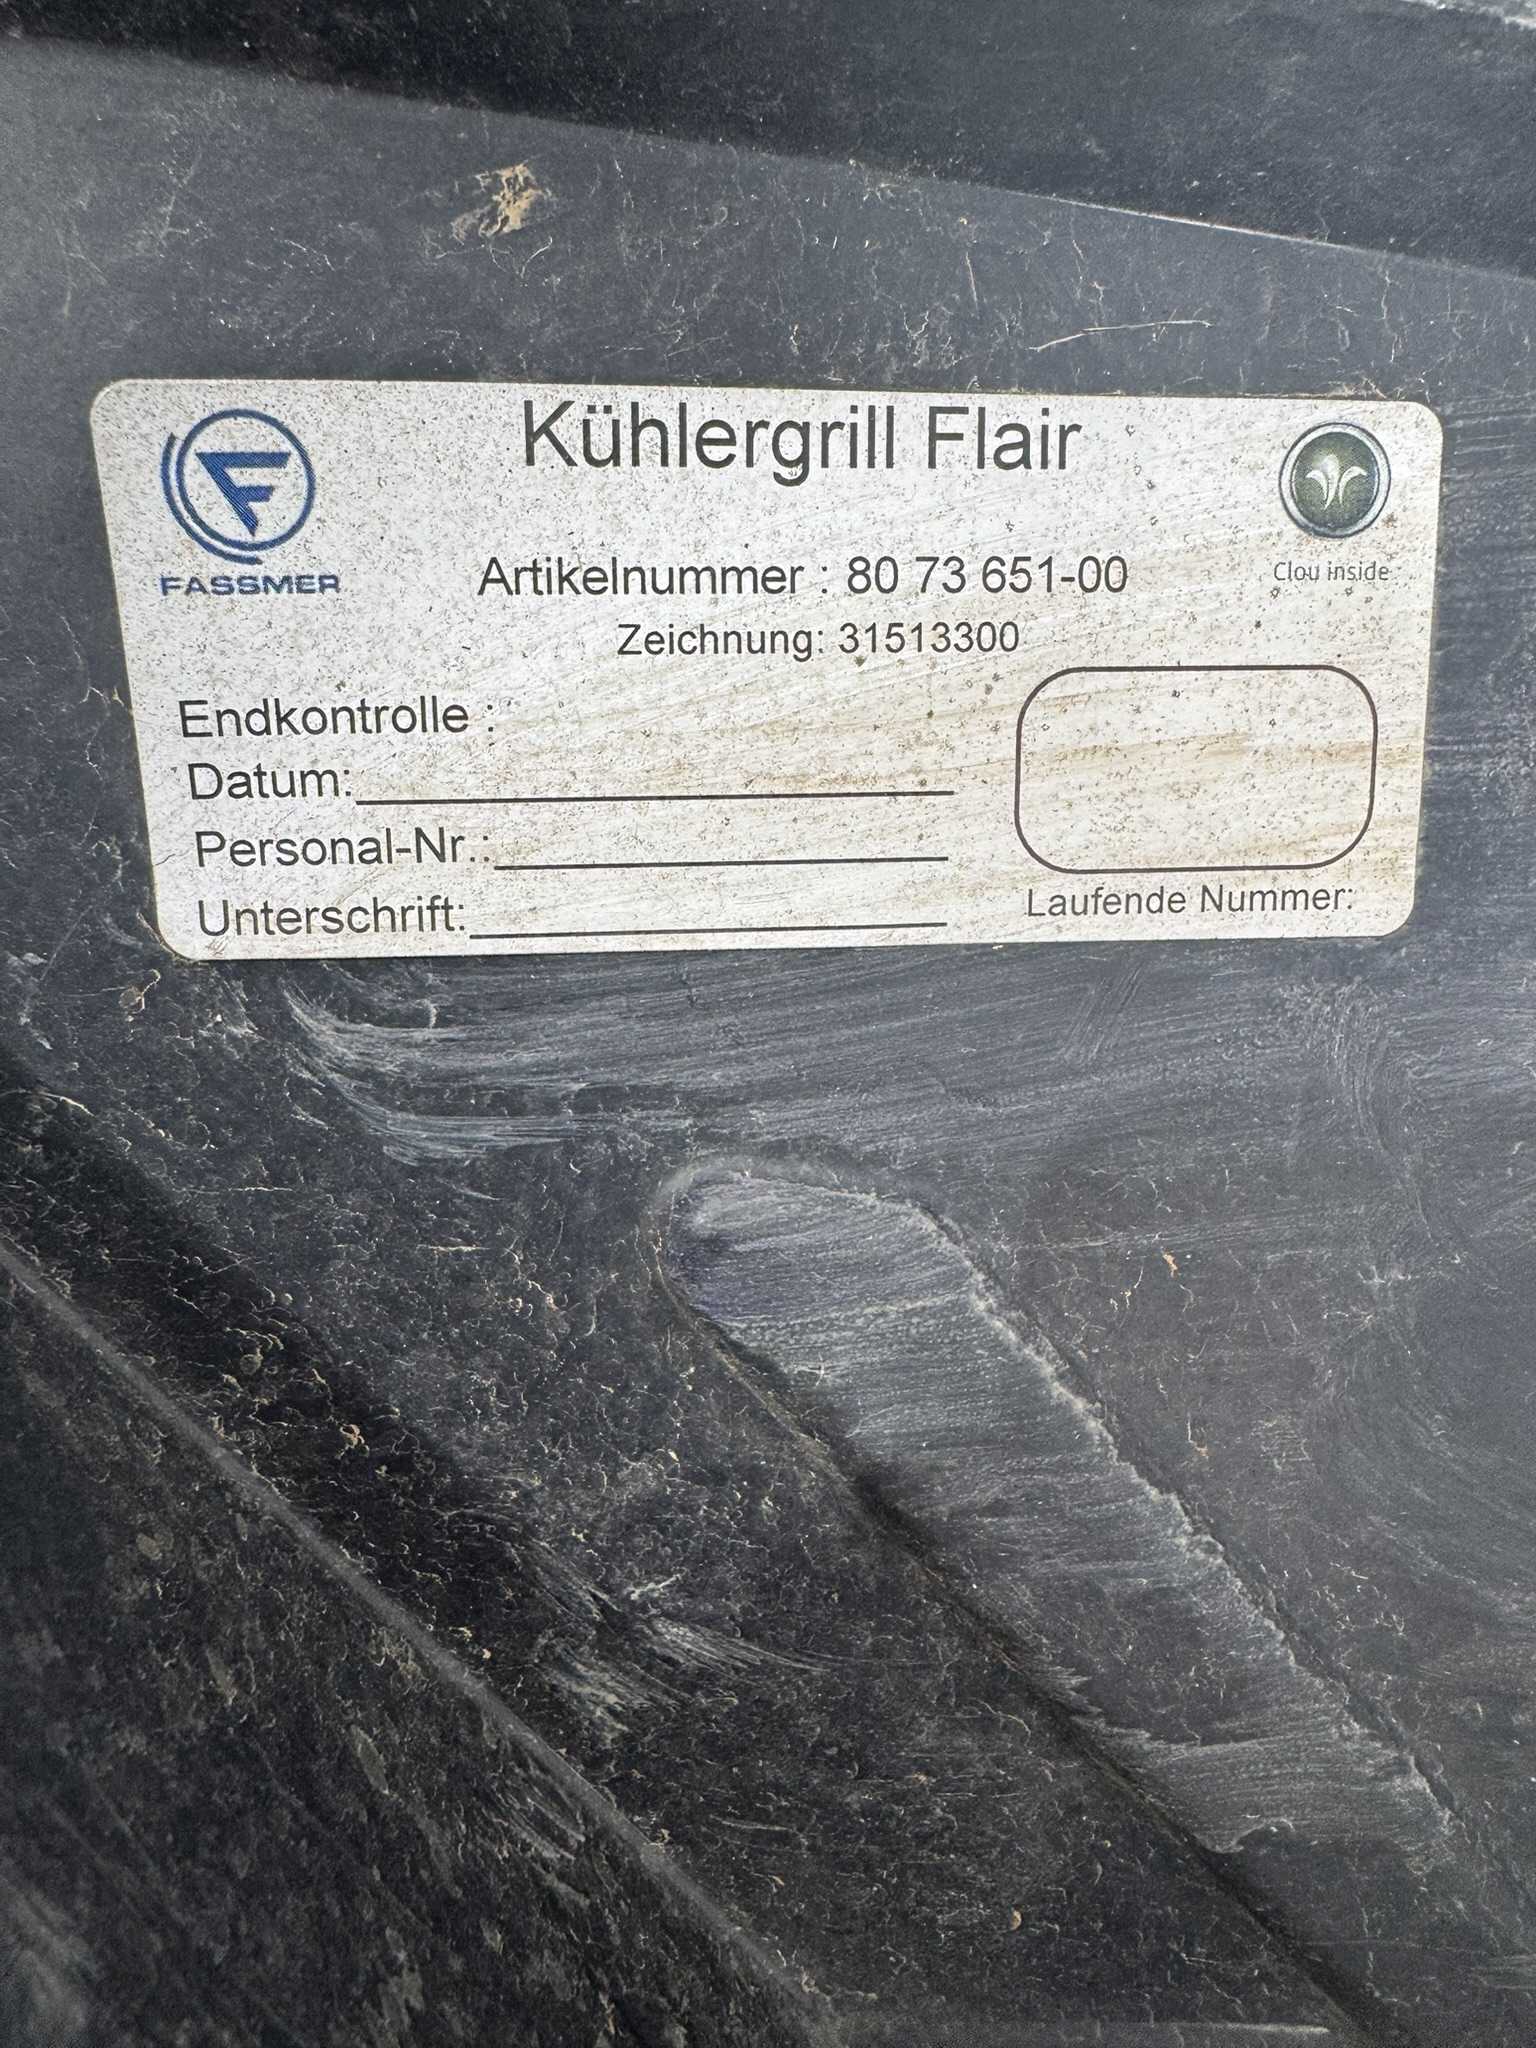 Kühlergrill Flair
FASSMER
Clou inside
Artikelnummer : 80 73 651-00
Zeichnung: 31513300
Endkontrolle :
Datum:
Personal-Nr.:
Unterschrift:
Laufende Nummer: